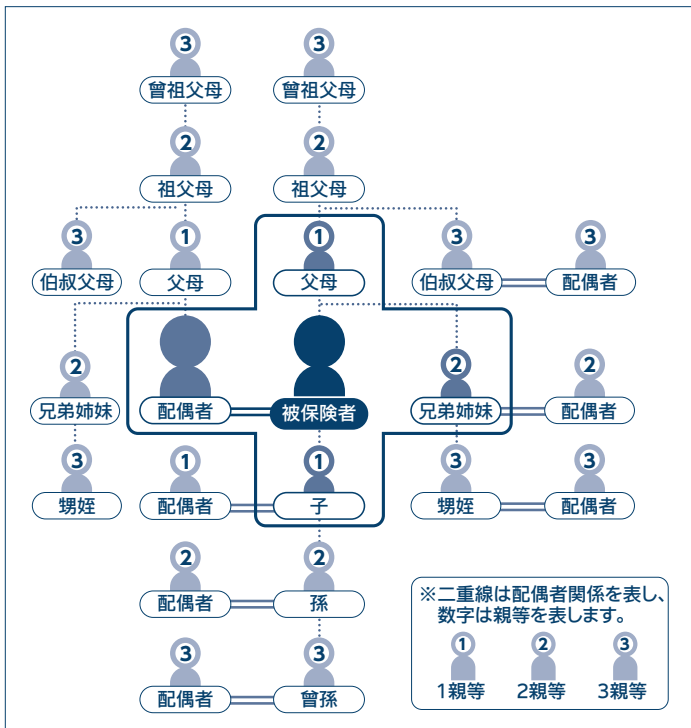 3 3
曾祖父母 曾祖父母
2 2
祖父母 祖父母
3 1 1 3 3
伯叔父母 父母 父母 伯叔父母 配偶者
2 2 2
兄弟姉妹 配偶者 被保険者 兄弟姉妹 配偶者
3 1 1 3 3
甥姪 配偶者 子 甥姪 配偶者
2 2
配偶者 孫
3 3
配偶者 曾孫
※二重線は配偶者関係を表し、
数字は親等を表します。
1 2 3
1親等 2親等 3親等